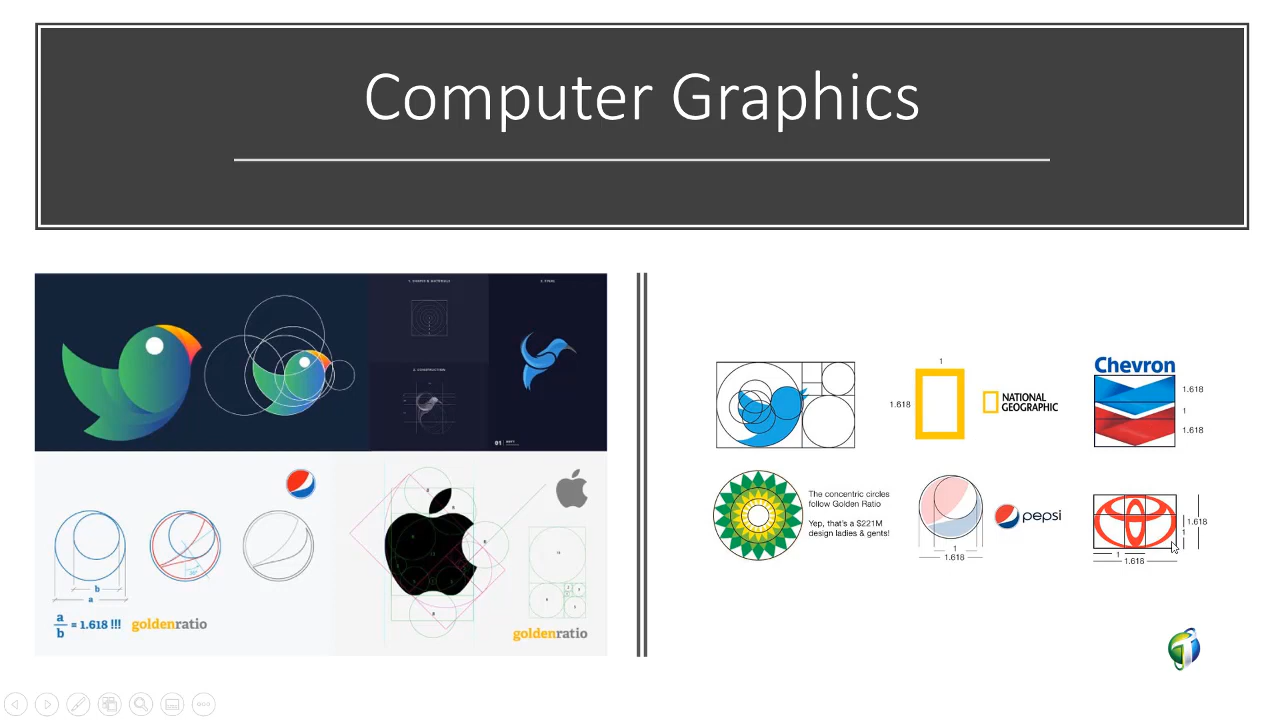 Computer Graphics
a
b
b
a
= 1.618 !!!
goldenratio
goldenratio
01
1
1.618
NATIONAL
GEOGRAPHIC
Chevron
1.618
1
1.618
The concentric circles
follow Golden Ratio
Yep, that's a $221M
design ladies & gents!
pepsi
1
1.618
1.618
1
1
1.618